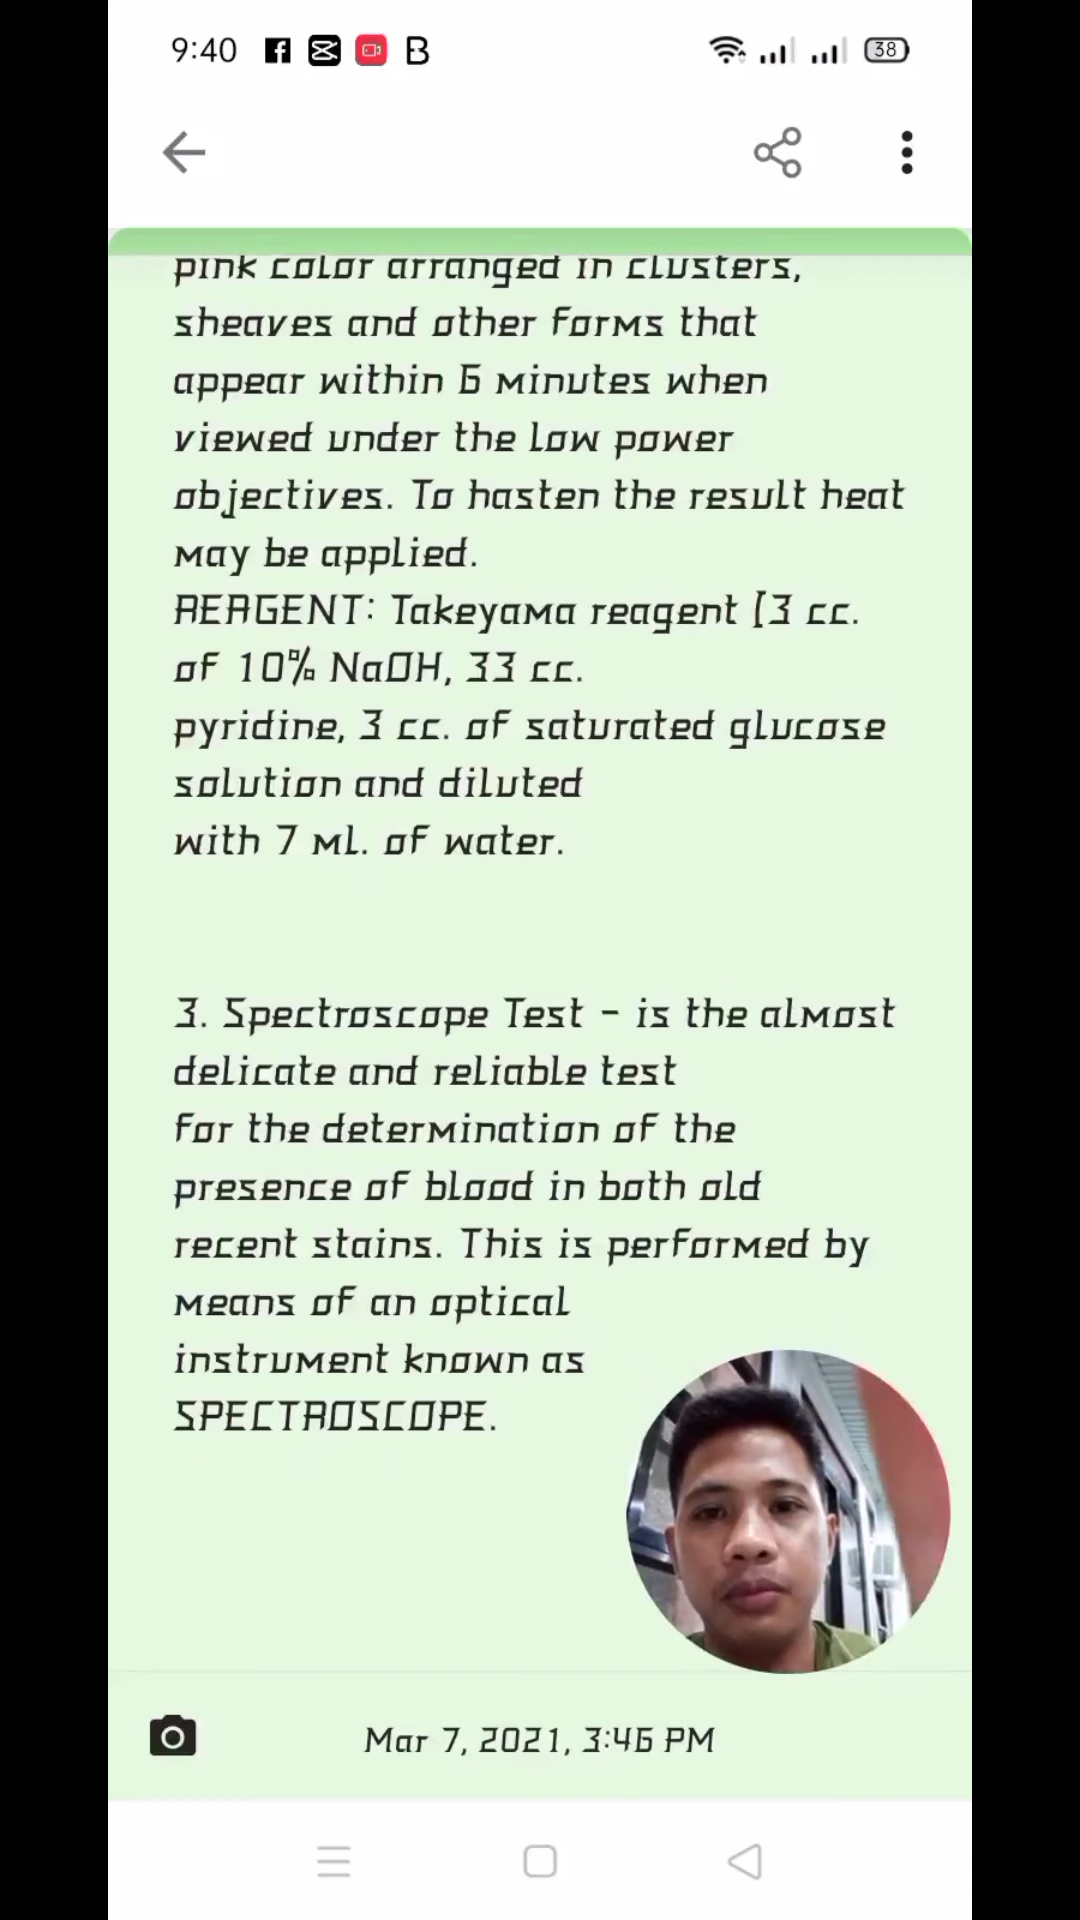 9:40
38
pink color arranged in clusters,
sheaves and other forms that
appear within 6 minutes when
viewed under the low power
objectives. To hasten the result heat
may be applied.
REAGENT: Takeyama reagent [3 cc.
of 10% NaOH, 33 cc.
pyridine, 3 cc. of saturated glucose
solution and diluted
with 7 ml. of water.
3. Spectroscope Test - is the almost
delicate and reliable test
for the determination of the
presence of blood in both old
recent stains. This is performed by
means of an optical
instrument known as
SPECTROSCOPE.
Mar 7, 2021, 3:46 PM